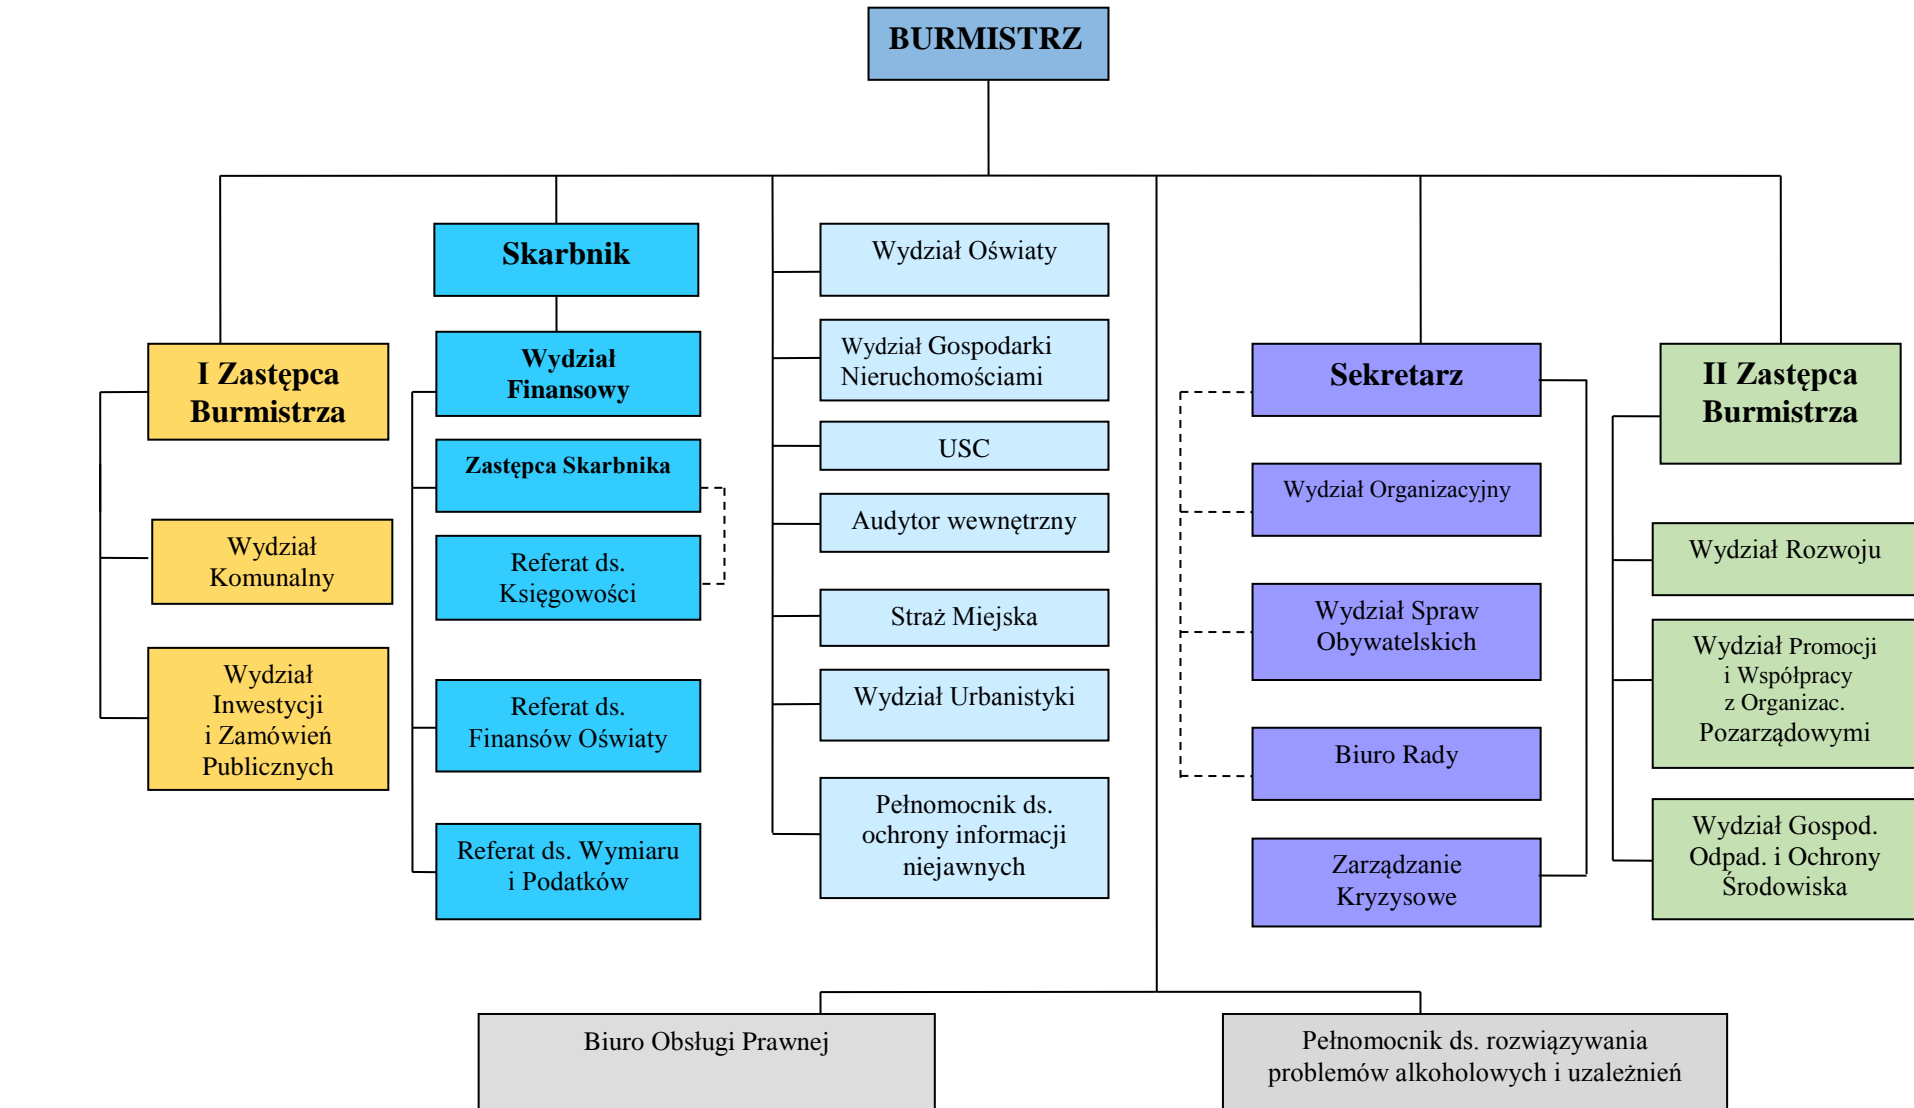 BURMISTRZ
I Zastępca
Burmistrza
Wydział
Komunalny
Wydział
Inwestycji
i Zamówień
Publicznych
Skarbnik
Wydział
Finansowy
Zastępca Skarbnika
Referat ds.
Księgowości
Referat ds.
Finansów Oświaty
Referat ds. Wymiaru
i Podatków
Wydział Oświaty
Wydział Gospodarki
Nieruchomościami
USC
Audytor wewnętrzny
Straż Miejska
Wydział Urbanistyki
Pełnomocnik ds.
ochrony informacji
niejawnych
Sekretarz
Wydział Organizacyjny
Wydział Spraw
Obywatelskich
Biuro Rady
Zarządzanie
Kryzysowe
II Zastępca
Burmistrza
Wydział Rozwoju
Wydział Promocji
i Współpracy
z Organizac.
Pozarządowymi
Wydział Gospod.
Odpad. i Ochrony
Środowiska
Biuro Obsługi Prawnej
Pełnomocnik ds. rozwiązywania
problemów alkoholowych i uzależnień